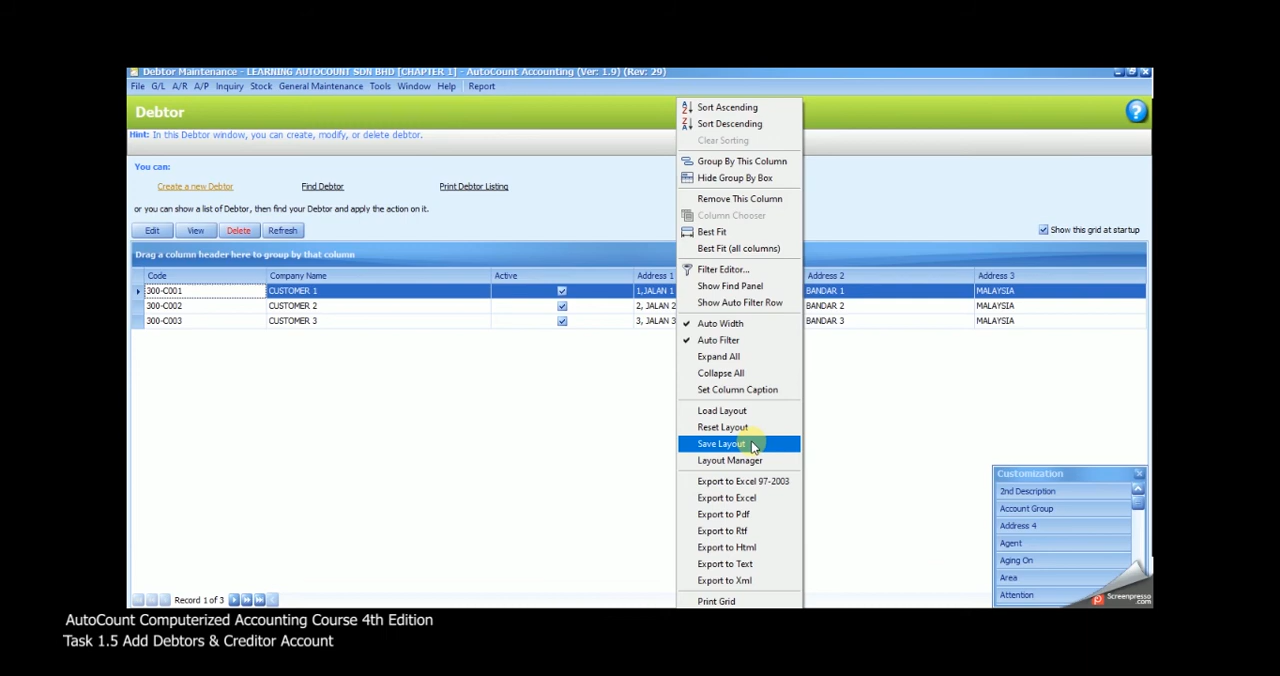 Debtor Maintenance - LEARNING AUTOCOUNT SDN BHD [CHAPTER 1] - AutoCount Accounting (Ver: 1.9) (Rev: 29)
File G/L A/R A/P Inquiry Stock General Maintenance Tools Window Help Report
Debtor
Hint: In this Debtor window, you can create, modify, or delete debtor.
You can:
Create a new Debtor Find Debtor Print Debtor Listing
or you can show a list of Debtor, then find your Debtor and apply the action on it.
Edit View Delete Refresh Show this grid at startup
Drag a column header here to group by that column
Code Company Name Active Address 1 Address 2 Address 3
300-C001 CUSTOMER 1 1,JALAN 1 BANDAR 1 MALAYSIA
300-C002 CUSTOMER 2 2, JALAN 2 BANDAR 2 MALAYSIA
300-C003 CUSTOMER 3 3, JALAN 3 BANDAR 3 MALAYSIA
Sort Ascending
Sort Descending
Clear Sorting
Group By This Column
Hide Group By Box
Remove This Column
Column Chooser
Best Fit
Best Fit (all columns)
Filter Editor...
Show Find Panel
Show Auto Filter Row
Auto Width
Auto Filter
Expand All
Collapse All
Set Column Caption
Load Layout
Reset Layout
Save Layout
Layout Manager
Export to Excel 97-2003
Export to Excel
Export to Pdf
Export to Rtf
Export to Html
Export to Text
Export to Xml
Print Grid
Customization
2nd Description
Account Group
Address 4
Agent
Aging On
Area
Attention
Screenpresso
.com
Record 1 of 3
AutoCount Computerized Accounting Course 4th Edition
Task 1.5 Add Debtors & Creditor Account